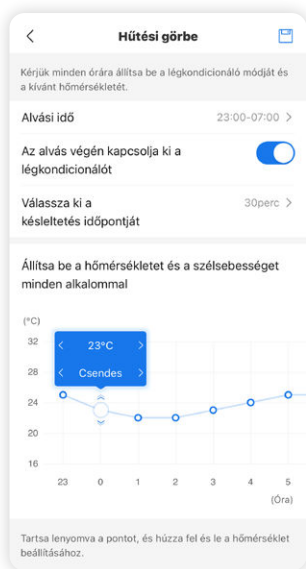 Hűtési görbe
Kérjük minden órára állítsa be a légkondicionáló módját és
a kívánt hőmérsékletét.
Alvási idő 23:00-07:00
Az alvás végén kapcsolja ki a
légkondicionálót
Válassza ki a
késleltetés időpontját 30perc
Állítsa be a hőmérsékletet és a szélsebességet
minden alkalommal
(°C)
32
23°C
28
Csendes
24
20
16
23 0 1 2 3 4 5
(Óra)
Tartsa lenyomva a pontot, és húzza fel és le a hőmérséklet
beállításához.